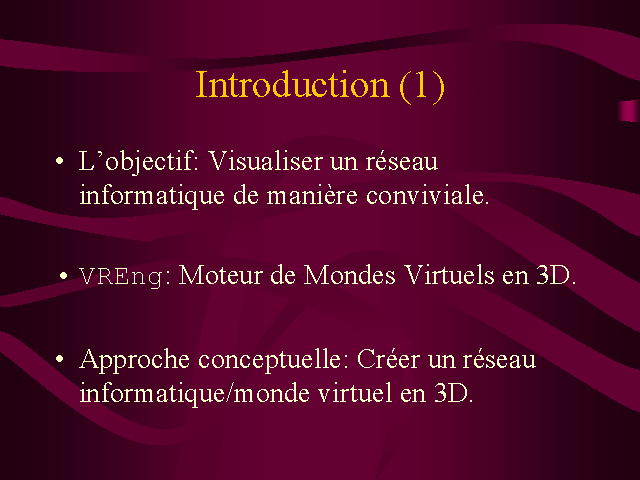 Introduction (1)
• L’objectif: Visualiser un réseau
informatique de manière conviviale.
• VREng: Moteur de Mondes Virtuels en 3D.
• Approche conceptuelle: Créer un réseau
informatique/monde virtuel en 3D.